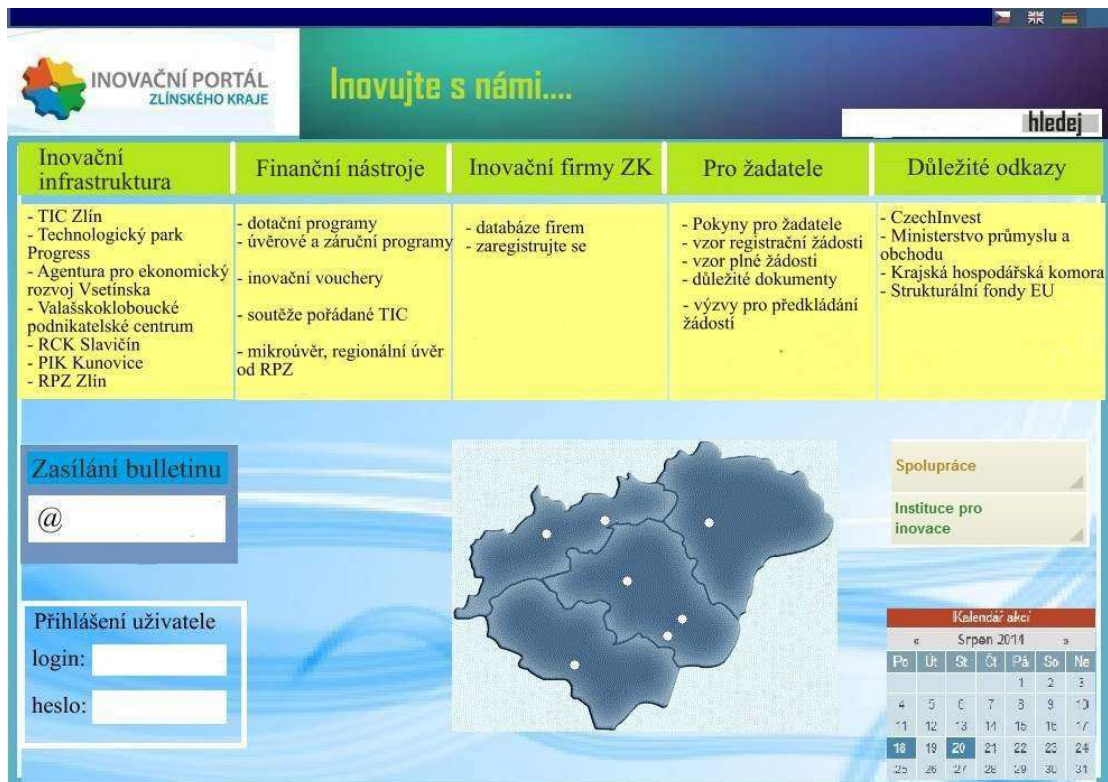 INOVAČNÍ PORTÁL
ZLÍNSKÉHO KRAJE
Inovujte s námi....
hledej
Inovační
infrastruktura
Finanční nástroje
Inovační firmy ZK
Pro žadatele
Důležité odkazy
- TIC Zlín
- Technologický park
Progress
- Agentura pro ekonomický
rozvoj Vsetínska
- Valašskokloboucké
podnikatelské centrum
- RCK Slavičín
- PIK Kunovice
- RPZ Zlín
- dotační programy
- úvěrové a záruční programy
- inovační vouchery
- soutěže pořádané TIC
- mikroúvěr, regionální úvěr
od RPZ
- databáze firem
- zaregistrujte se
- Pokyny pro žadatele
- vzor registrační žádosti
- vzor plné žádosti
- důležité dokumenty
- výzvy pro předkládání
žádostí
- CzechInvest
- Ministerstvo průmyslu a
obchodu
- Krajská hospodářská komora
- Strukturální fondy EU
Zasílání bulletinu
@
Přihlášení uživatele
login:
heslo:
Spolupráce
Instituce pro
inovace
Kalendář akcí
« Srpen 2014 »
Po Út St Čt Pá So Ne
1 2 3
4 5 6 7 8 9 10
11 12 13 14 15 16 17
18 19 20 21 22 23 24
25 26 27 28 29 30 31